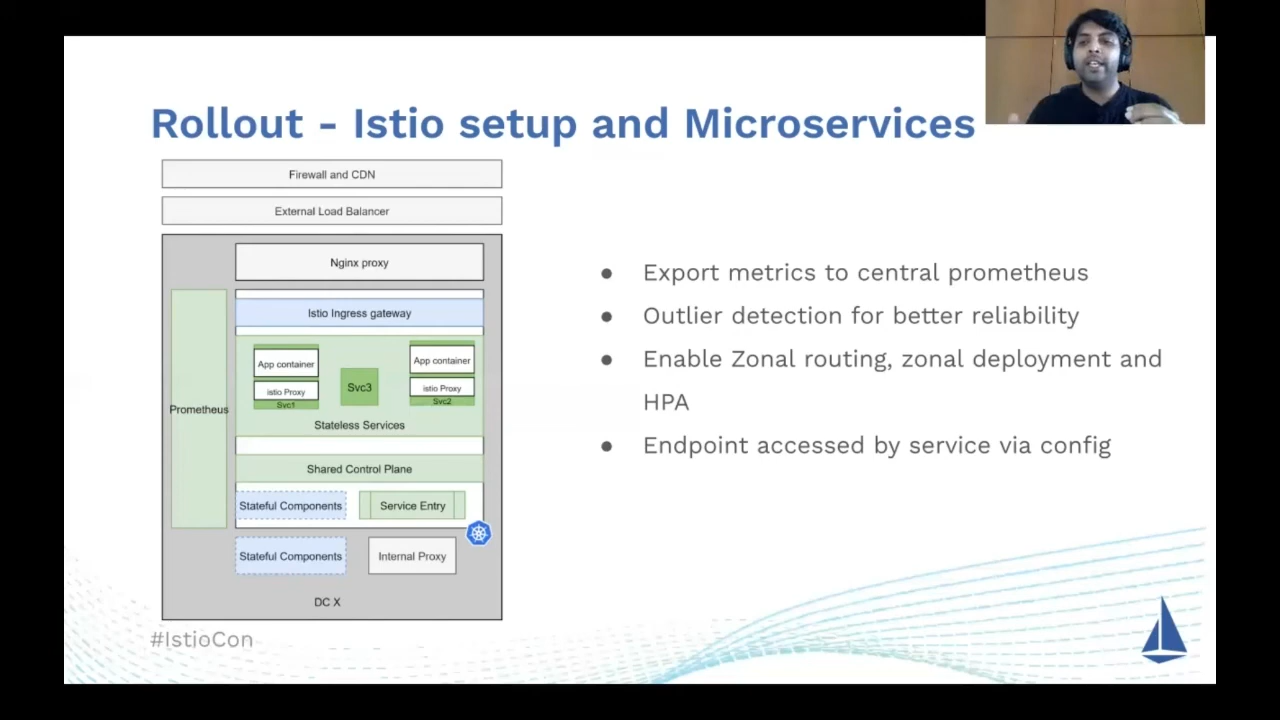 Rollout - Istio setup and Microservices
Firewall and CDN
External Load Balancer
Nginx proxy
Istio Ingress gateway
App container
istio Proxy
Svc1
Svc3
App container
istio Proxy
Svc2
Stateless Services
Prometheus
Shared Control Plane
Stateful Components
Service Entry
Stateful Components
Internal Proxy
DC X
● Export metrics to central prometheus
● Outlier detection for better reliability
● Enable Zonal routing, zonal deployment and
HPA
● Endpoint accessed by service via config
#IstioCon